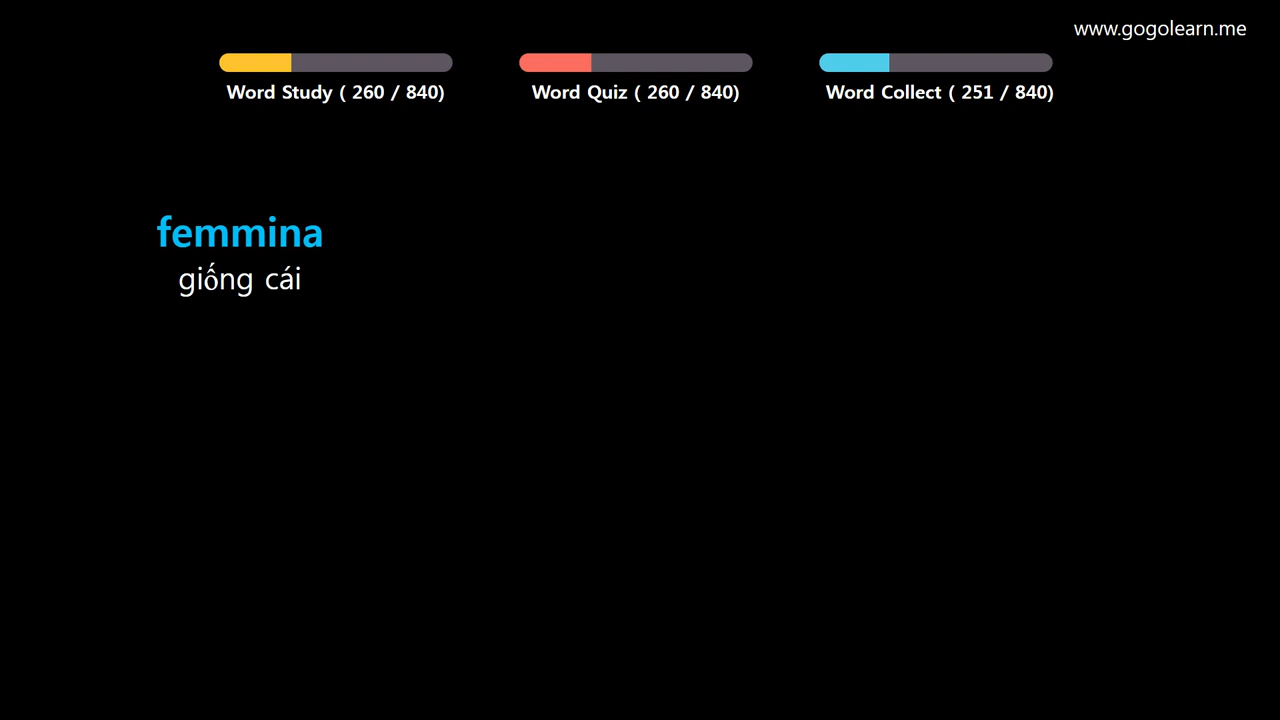 www.gogolearn.me
Word Study ( 260 / 840)
Word Quiz ( 260 / 840)
Word Collect ( 251 / 840)
femmina
giống cái